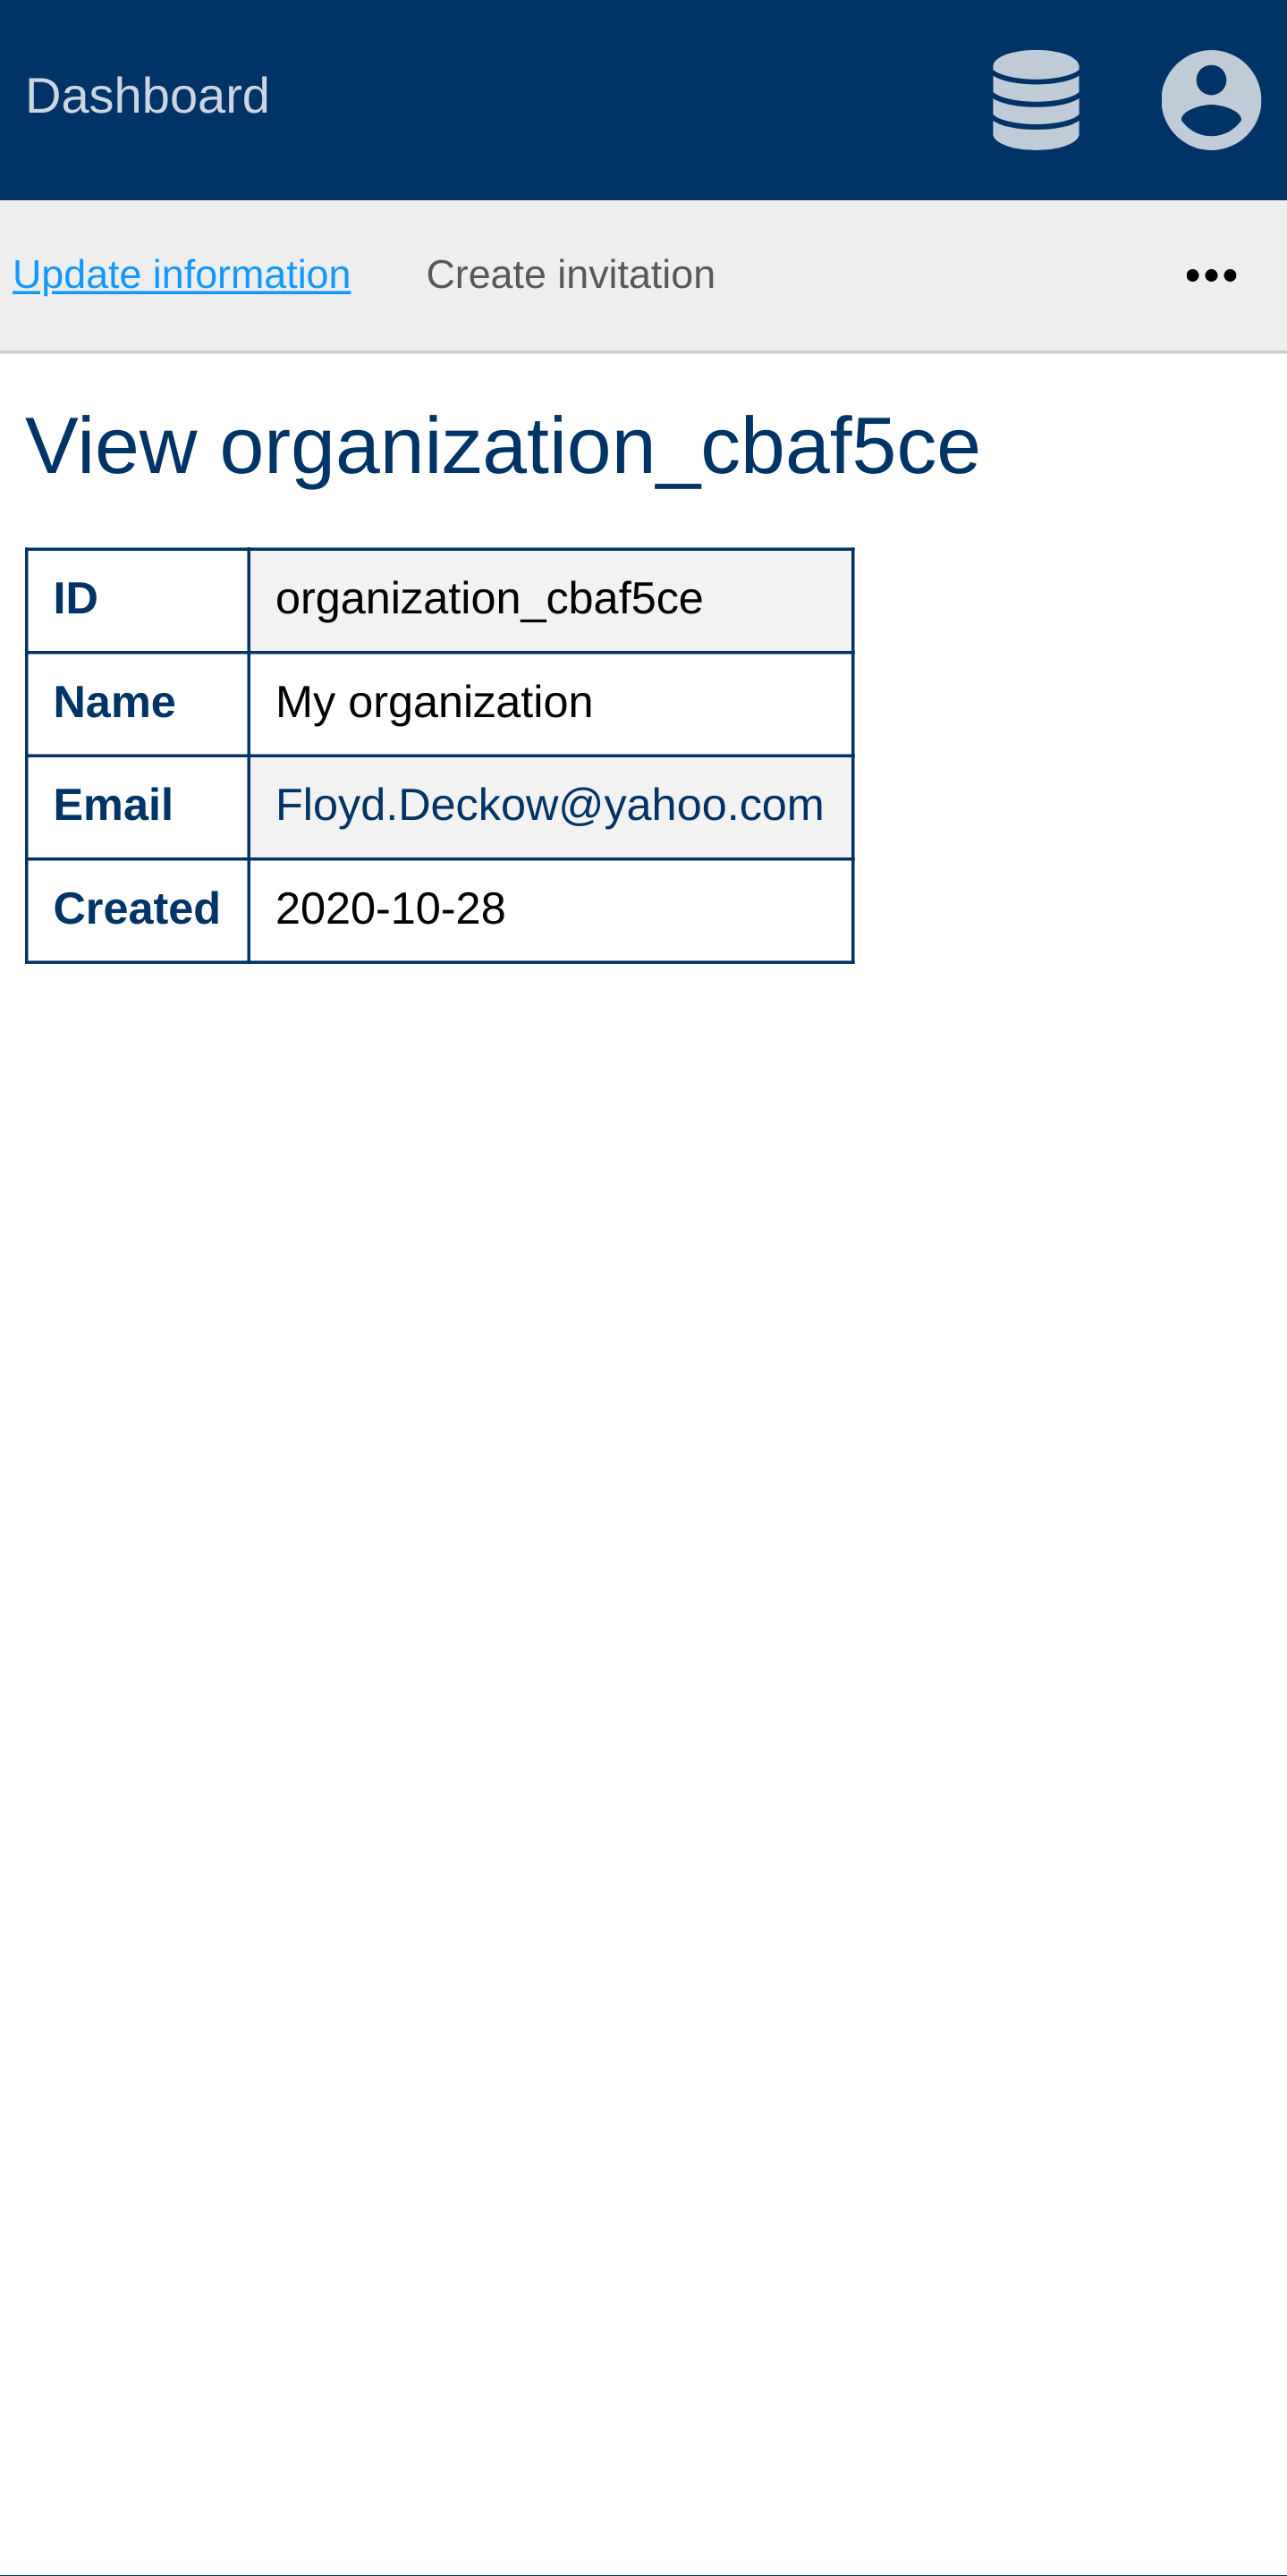 Dashboard
Update information Create invitation •••
View organization_cbaf5ce
ID organization_cbaf5ce
Name My organization
Email Floyd.Deckow@yahoo.com
Created 2020-10-28